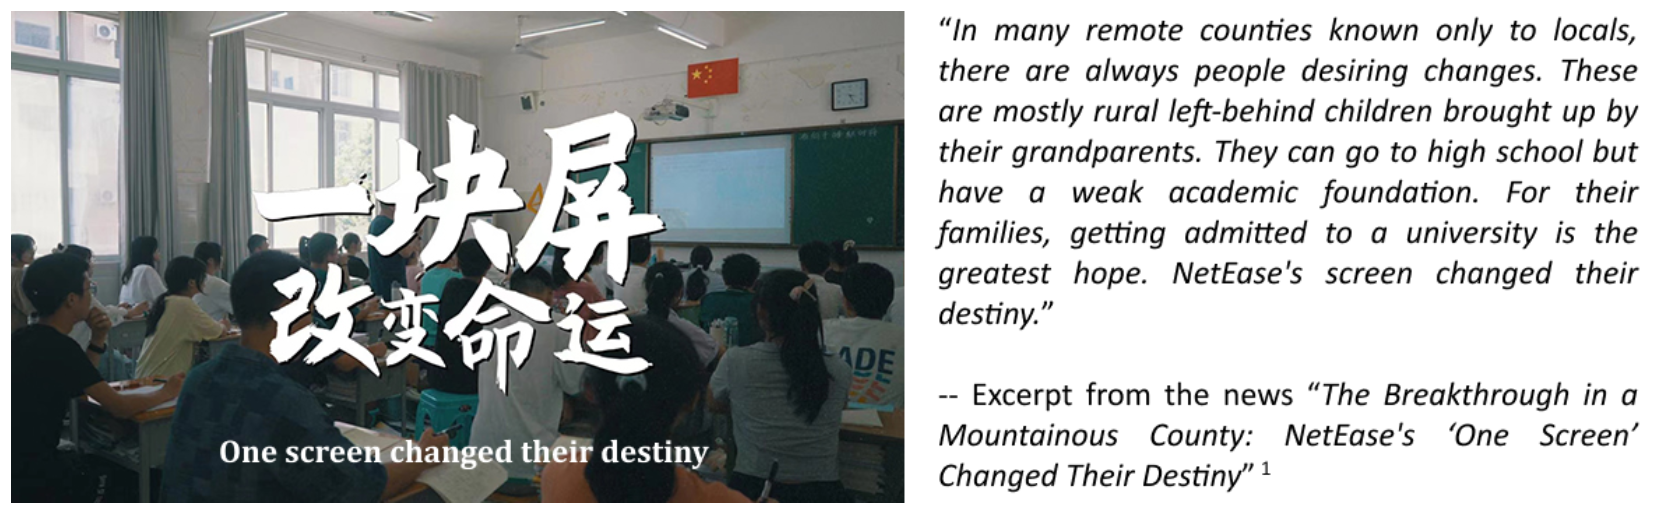 一块屏
改变命运
One screen changed their destiny
ADE
“In many remote counties known only to locals,
there are always people desiring changes. These
are mostly rural left-behind children brought up by
their grandparents. They can go to high school but
have a weak academic foundation. For their
families, getting admitted to a university is the
greatest hope. NetEase's screen changed their
destiny.”
-- Excerpt from the news “The Breakthrough in a
Mountainous County: NetEase's ‘One Screen’
Changed Their Destiny” 1